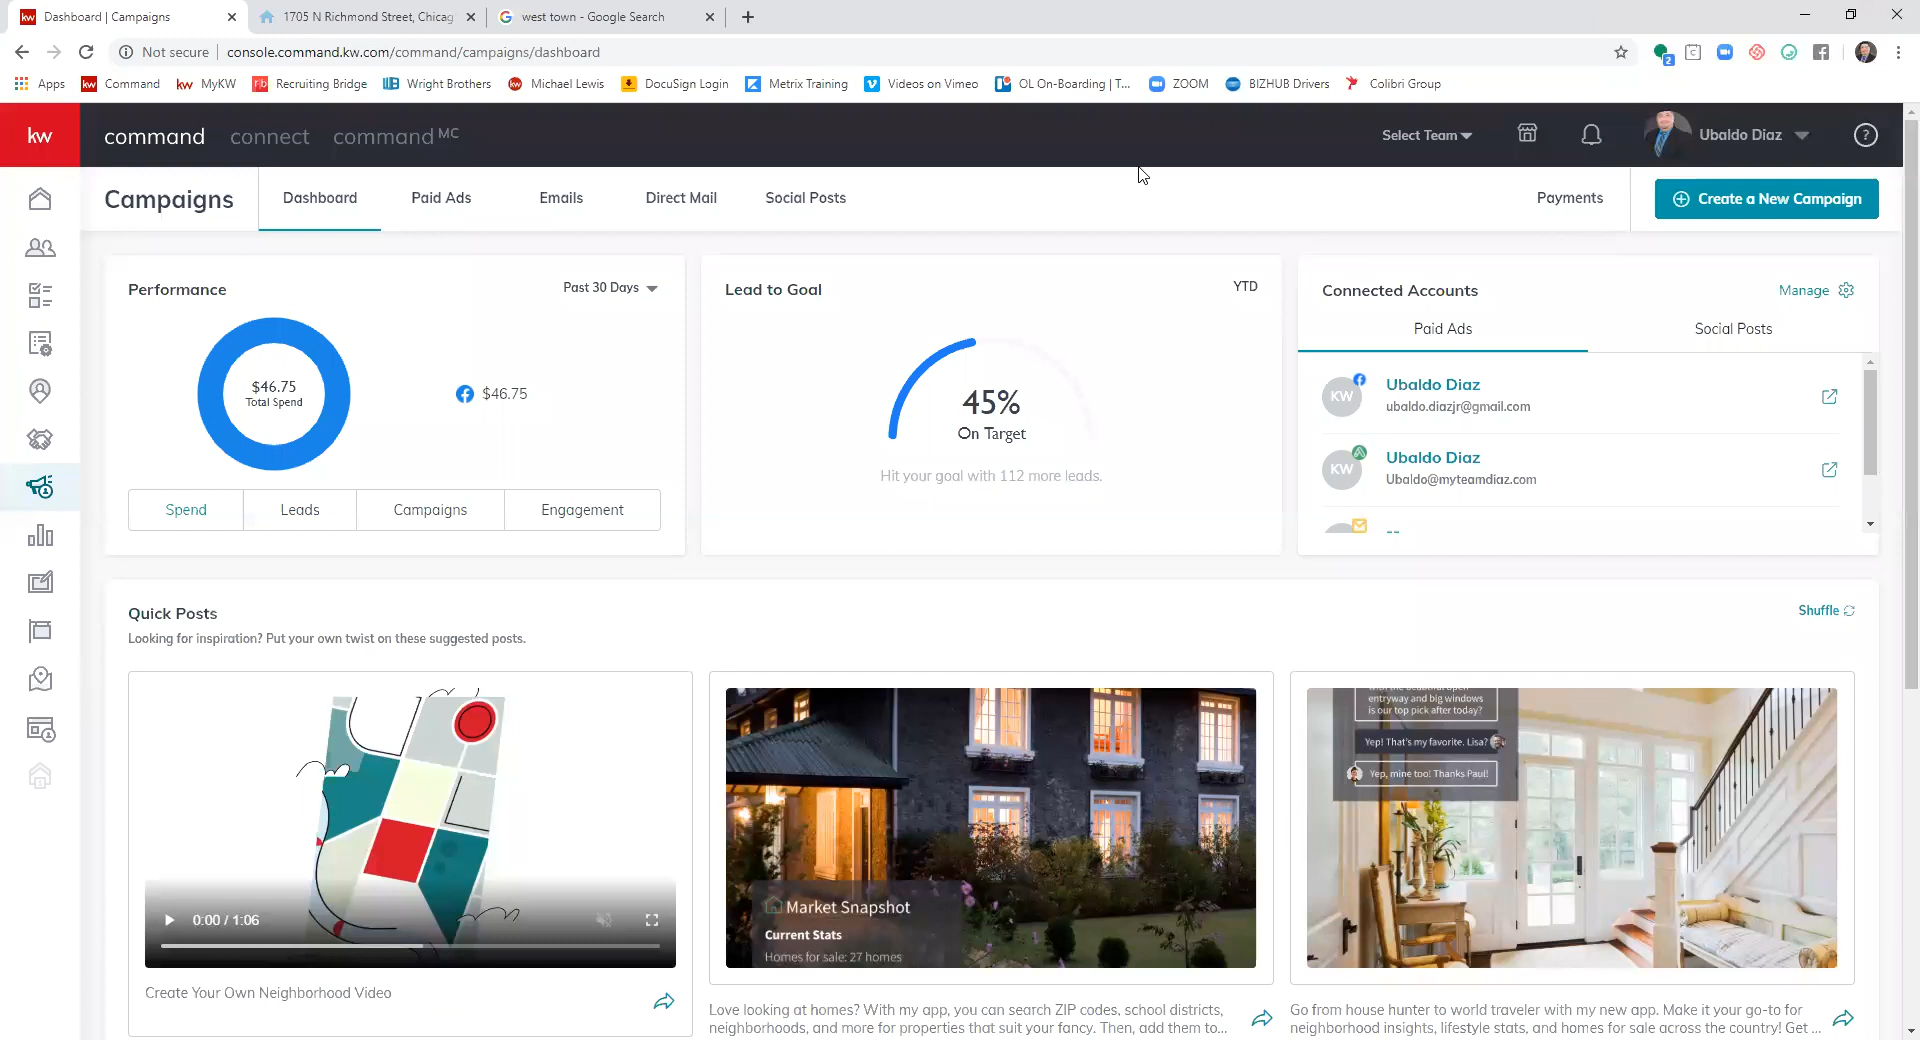 Dashboard | Campaigns
1705 N Richmond Street, Chicag
west town - Google Search
Not secure
console.command.kw.com/command/campaigns/dashboard
2
Apps
kw Command
kw MyKW
rb Recruiting Bridge
Wright Brothers
kw Michael Lewis
DocuSign Login
Metrix Training
Videos on Vimeo
OL On-Boarding | T...
ZOOM
BIZHUB Drivers
Colibri Group
kw
command
connect
command MC
Select Team
Ubaldo Diaz
?
Campaigns
Dashboard
Paid Ads
Emails
Direct Mail
Social Posts
Payments
Create a New Campaign
Performance
Past 30 Days
$46.75
Total Spend
$46.75
Spend
Leads
Campaigns
Engagement
Lead to Goal
YTD
45%
On Target
Hit your goal with 112 more leads.
Connected Accounts
Manage
Paid Ads
Social Posts
KW
Ubaldo Diaz
ubaldo.diazjr@gmail.com
KW
Ubaldo Diaz
Ubaldo@myteamdiaz.com
--
Quick Posts
Shuffle
Looking for inspiration? Put your own twist on these suggested posts.
0:00 / 1:06
Create Your Own Neighborhood Video
Market Snapshot
Current Stats
Homes for sale: 27 homes
Love looking at homes? With my app, you can search ZIP codes, school districts,
neighborhoods, and more for properties that suit your fancy. Then, add them to...
entryway and big windows
is our top pick after today?
Yep! That's my favorite. Lisa?
Yep, mine too! Thanks Paul!
Go from house hunter to world traveler with my new app. Make it your go-to for
neighborhood insights, lifestyle stats, and homes for sale across the country! Get ...